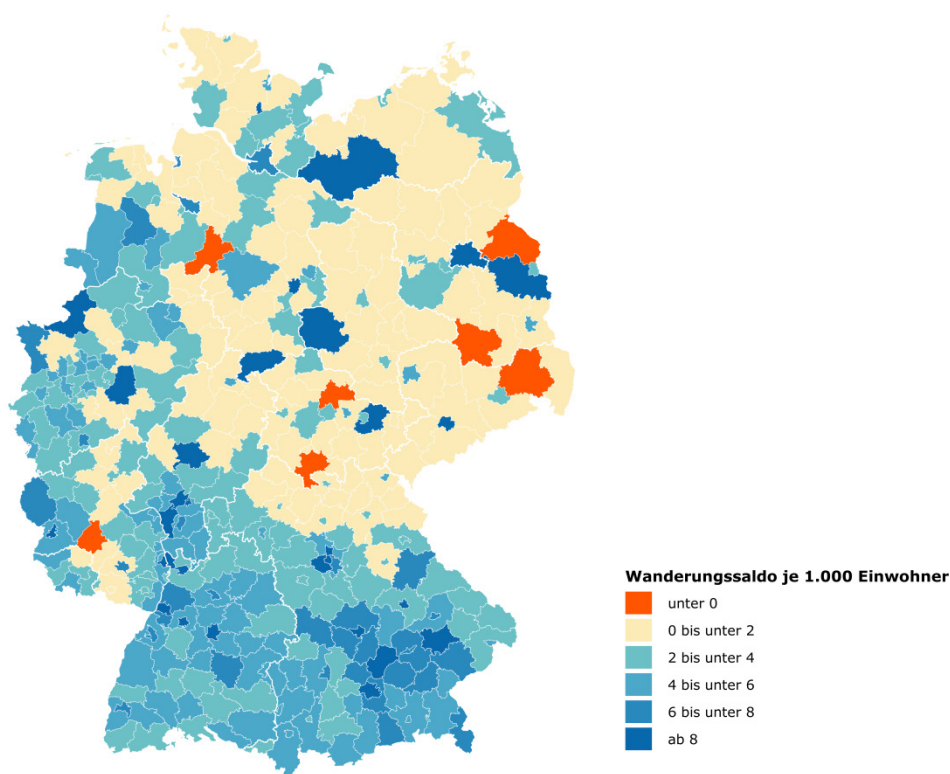 Wanderungssaldo je 1.000 Einwohner
unter 0
0 bis unter 2
2 bis unter 4
4 bis unter 6
6 bis unter 8
ab 8